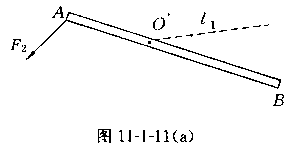 A
O'
l₁
F₂
B
图 11-1-11(a)